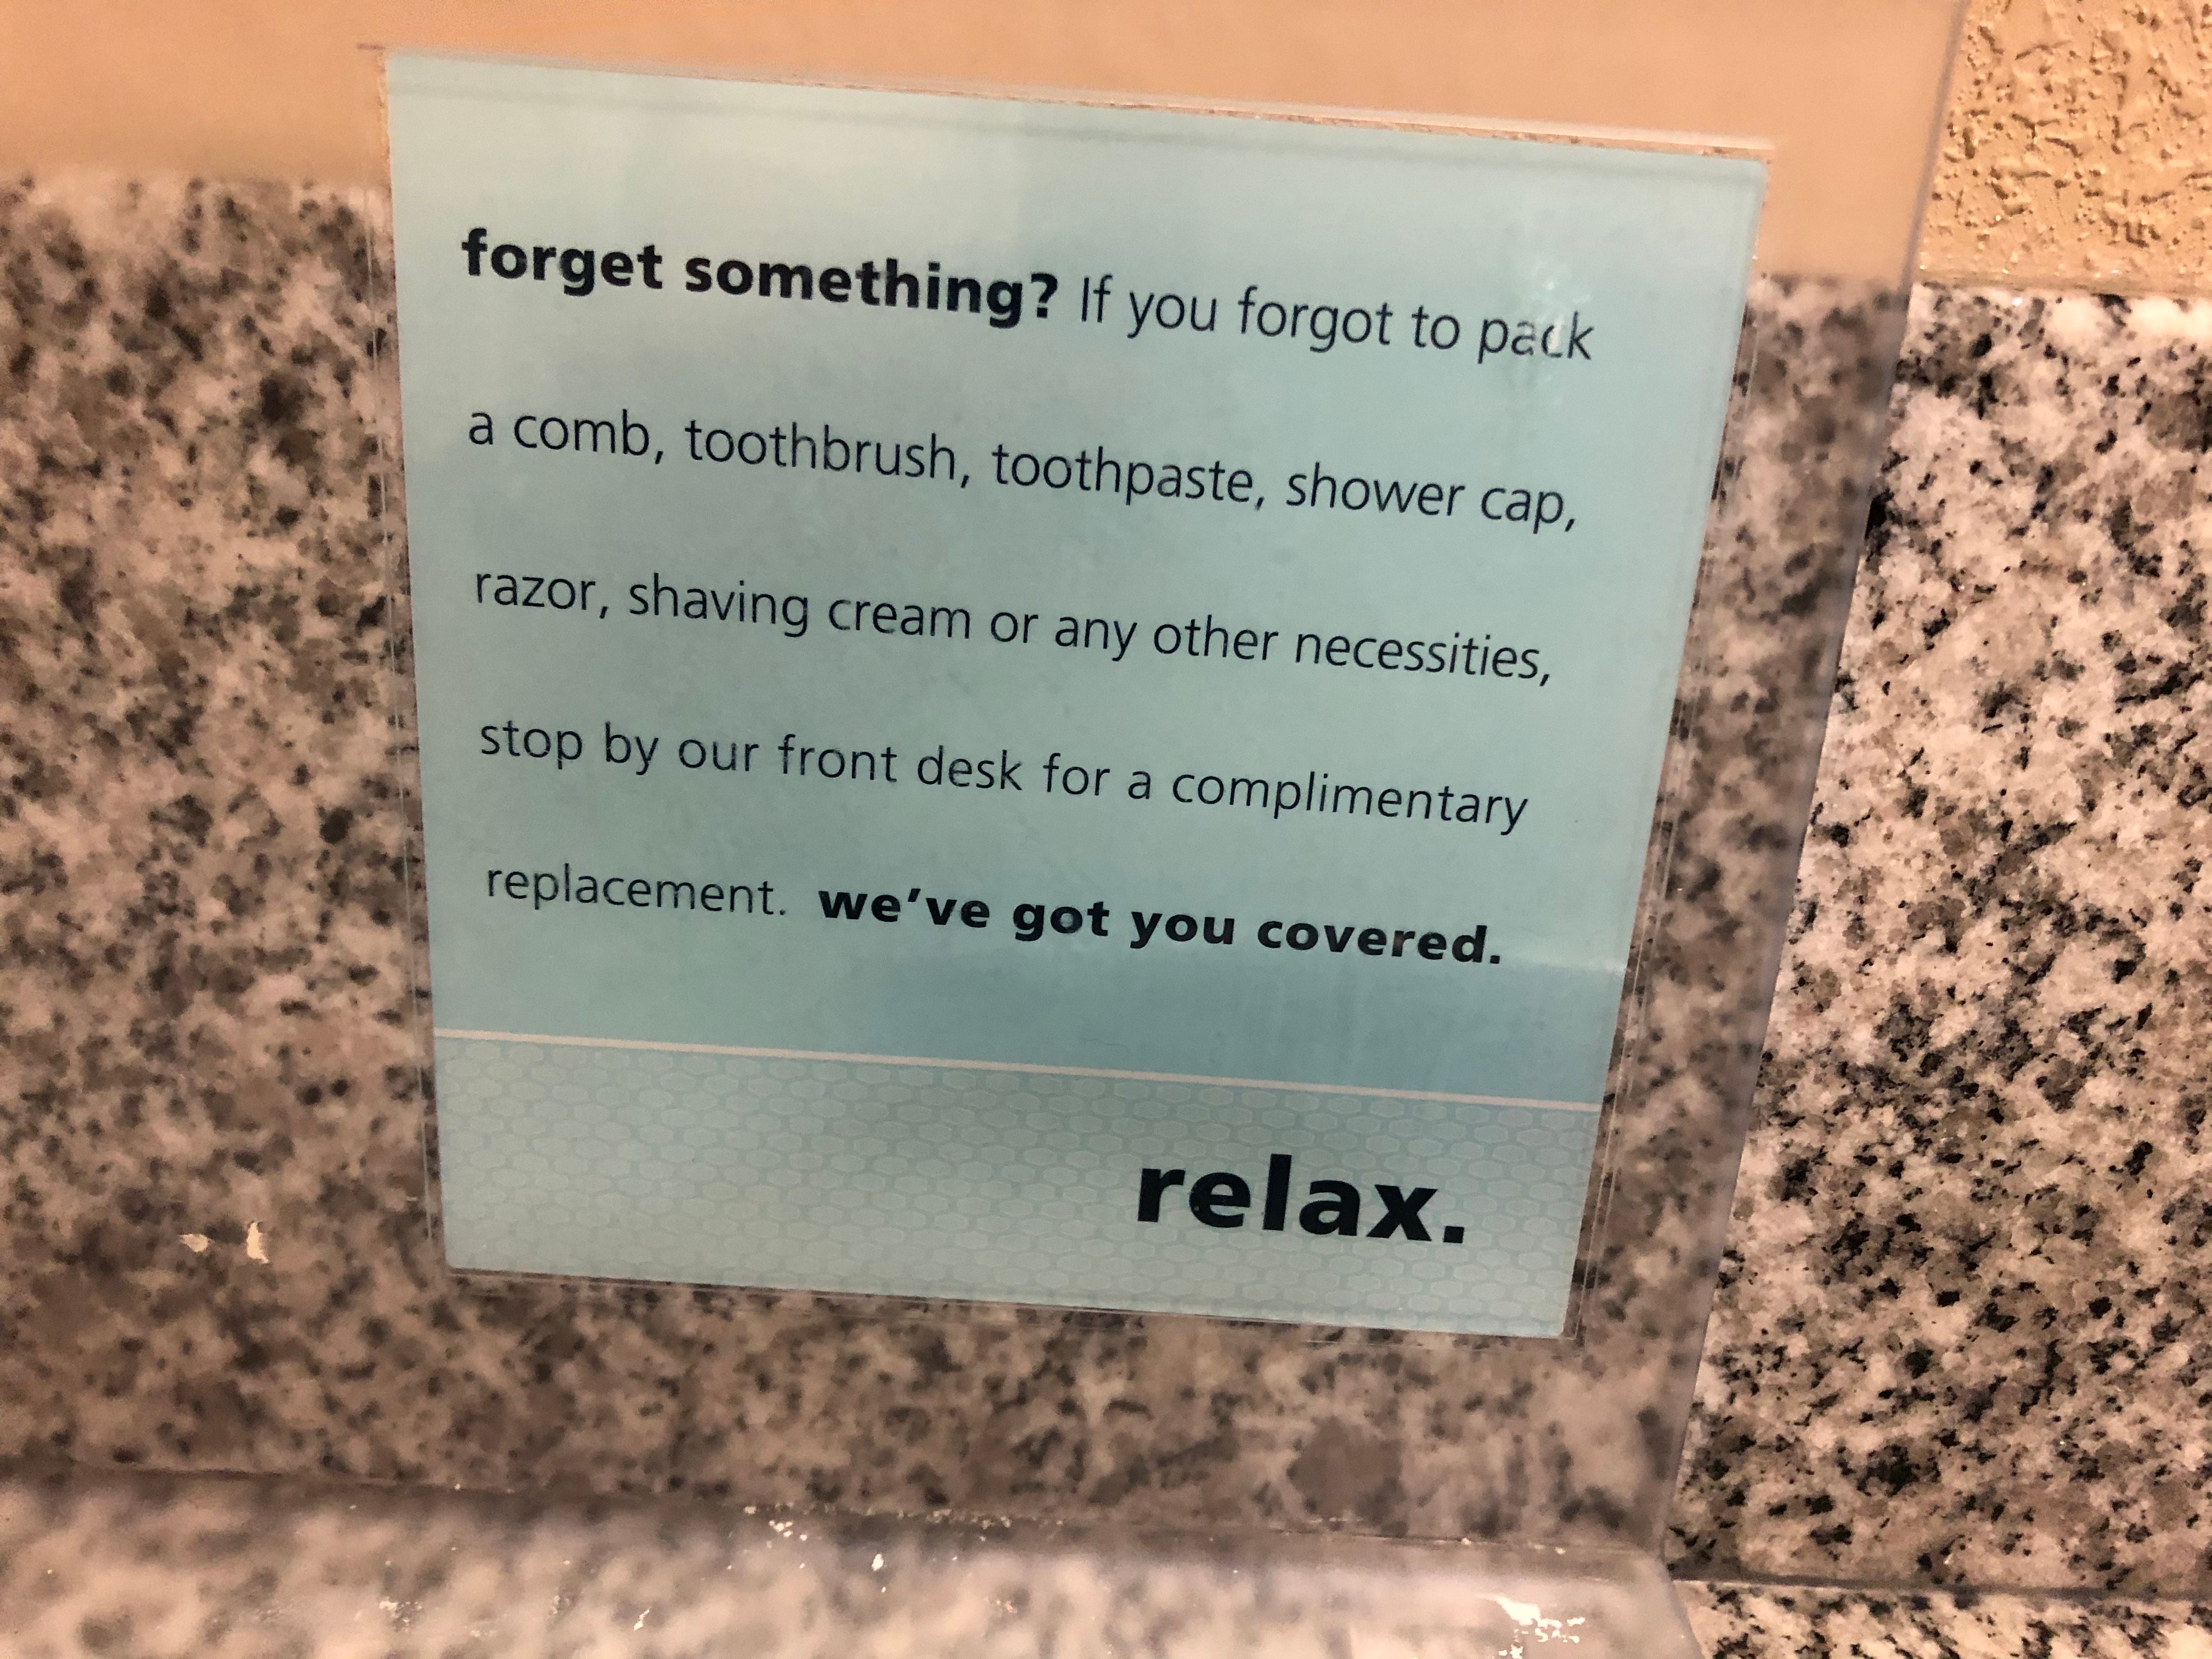 forget something? If you forgot to pack
a comb, toothbrush, toothpaste, shower cap,
razor, shaving cream or any other necessities,
stop by our front desk for a complimentary
replacement. we've got you covered.
relax.